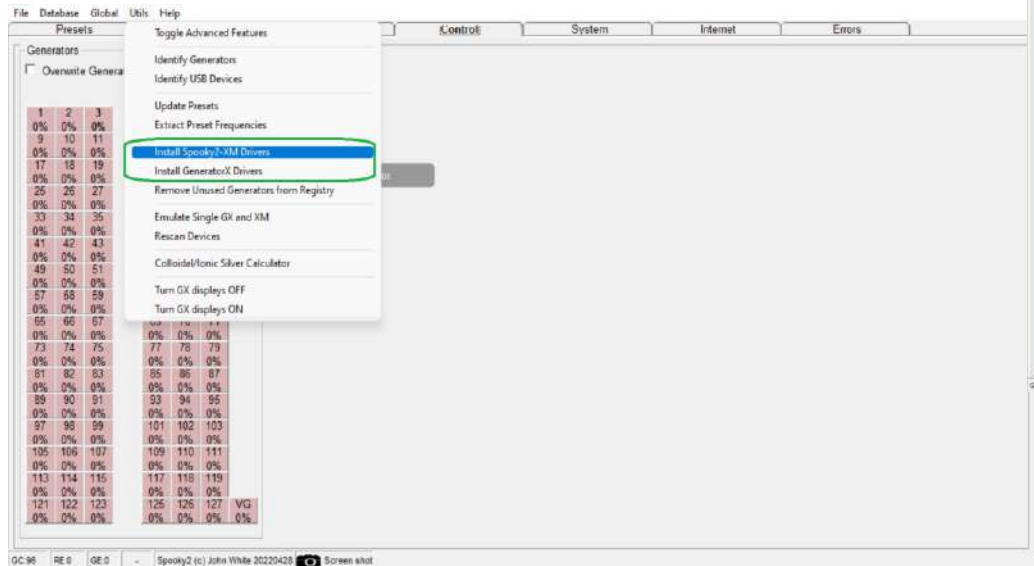 File Database Global Utils Help
Presets Control System Internet Errors
Toggle Advanced Features
Generators
Identify Generators
Overwrite Genera
Identify USB Devices
Update Presets
Extract Preset Frequencies
Install Spooky2-XM Drivers
Install GeneratorX Drivers
Remove Unused Generators from Registry
Emulate Single GX and XM
Rescan Devices
Colloidal/Ionic Silver Calculator
Turn GX displays OFF
Turn GX displays ON
1 2 3
0% 0% 0%
9 10 11
0% 0% 0%
17 18 19
0% 0% 0%
25 26 27
0% 0% 0%
33 34 35
0% 0% 0%
41 42 43
0% 0% 0%
49 50 51
0% 0% 0%
57 58 59
0% 0% 0%
65 66 67
0% 0% 0% 0% 0% 0%
73 74 75 77 78 79
0% 0% 0% 0% 0% 0%
81 82 83 85 86 87
0% 0% 0% 0% 0% 0%
89 90 91 93 94 95
0% 0% 0% 0% 0% 0%
97 98 99 101 102 103
0% 0% 0% 0% 0% 0%
105 106 107 109 110 111
0% 0% 0% 0% 0% 0%
113 114 115 117 118 119
0% 0% 0% 0% 0% 0%
121 122 123 125 126 127 VG
0% 0% 0% 0% 0% 0% 0%
GC:96 RE:0 GE:0 - Spooky2 (c) John White 20220428 Screen shot